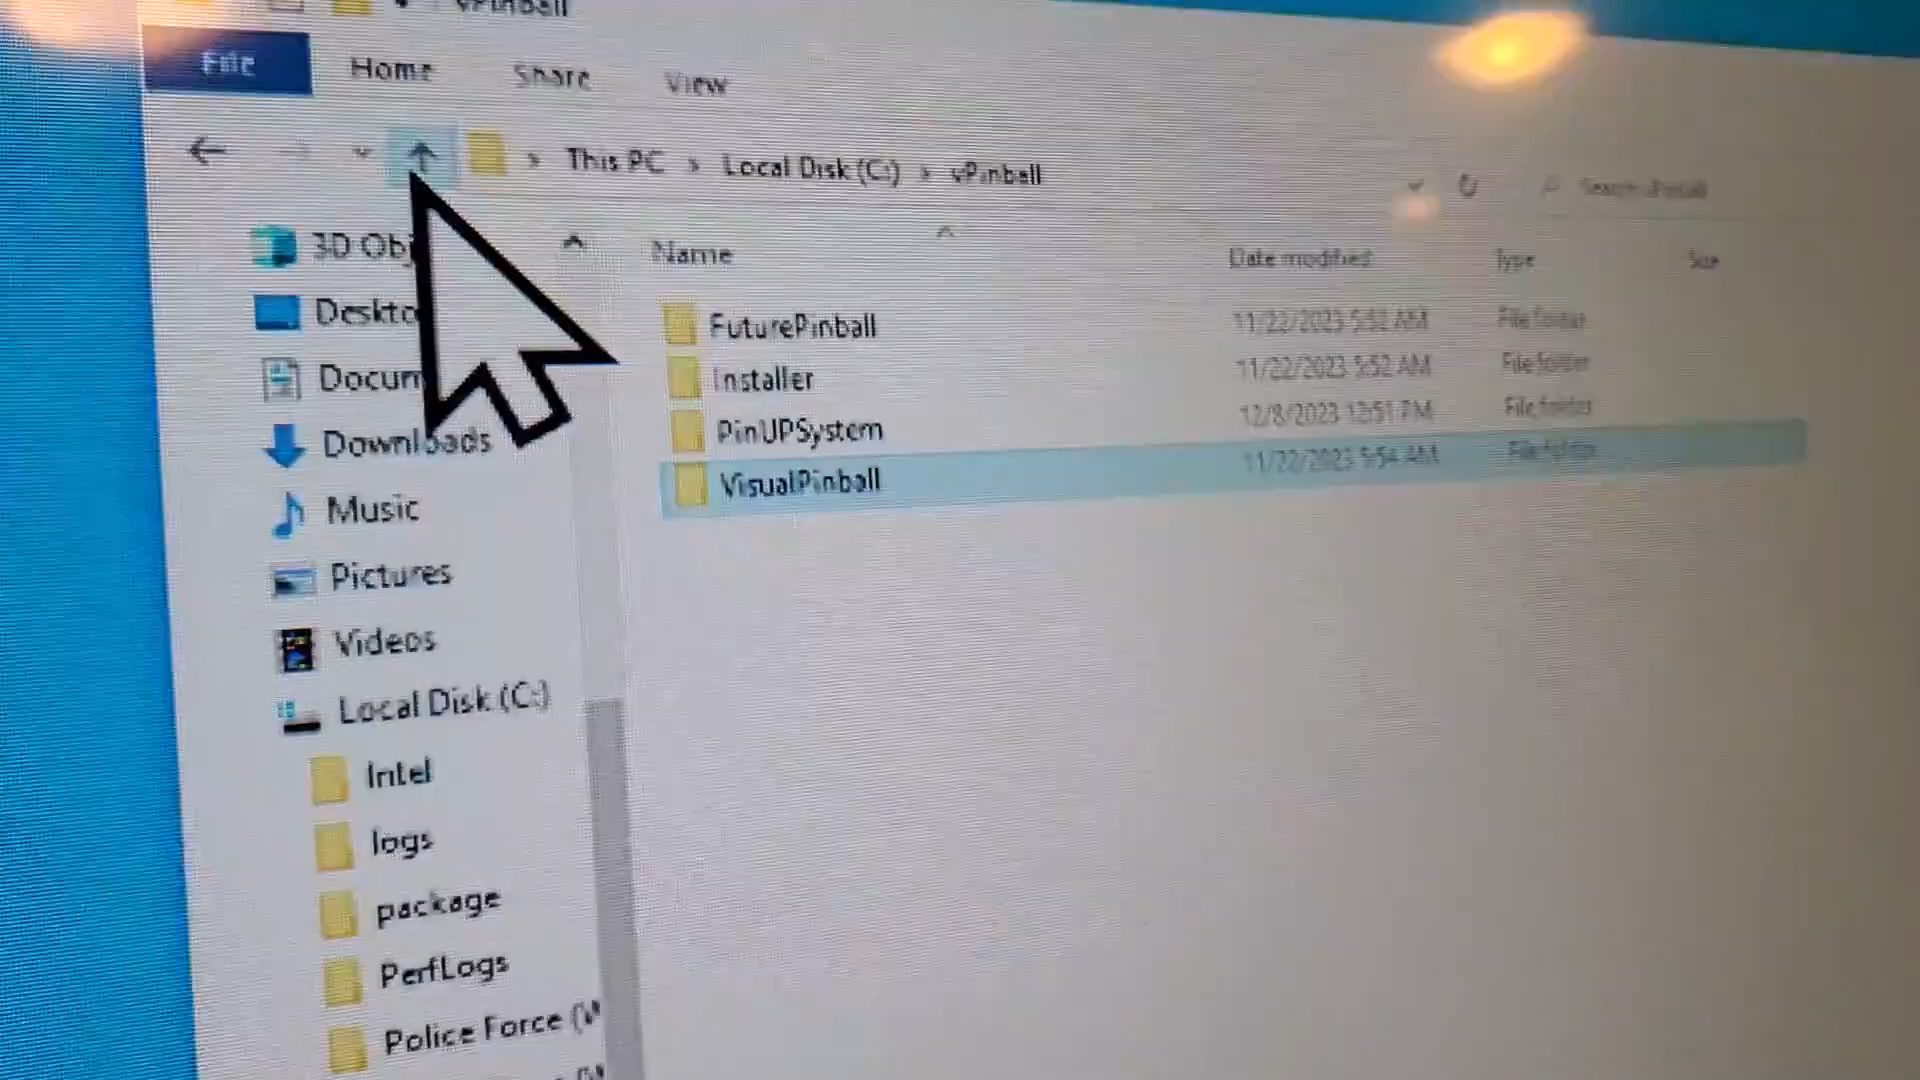 vPinball
File Home Share View
This PC › Local Disk (C:) › vPinball
Name Date modified Type Size
3D Obj
Deskto
Docum
Downloads
Music
Pictures
Videos
Local Disk (C:)
Intel
logs
package
PerfLogs
Police Force (W
FuturePinball 11/22/2023 5:52 AM File folder
Installer 11/22/2023 5:52 AM File folder
PinUPSystem 12/8/2023 12:51 PM File folder
VisualPinball 11/22/2023 5:54 AM File folder